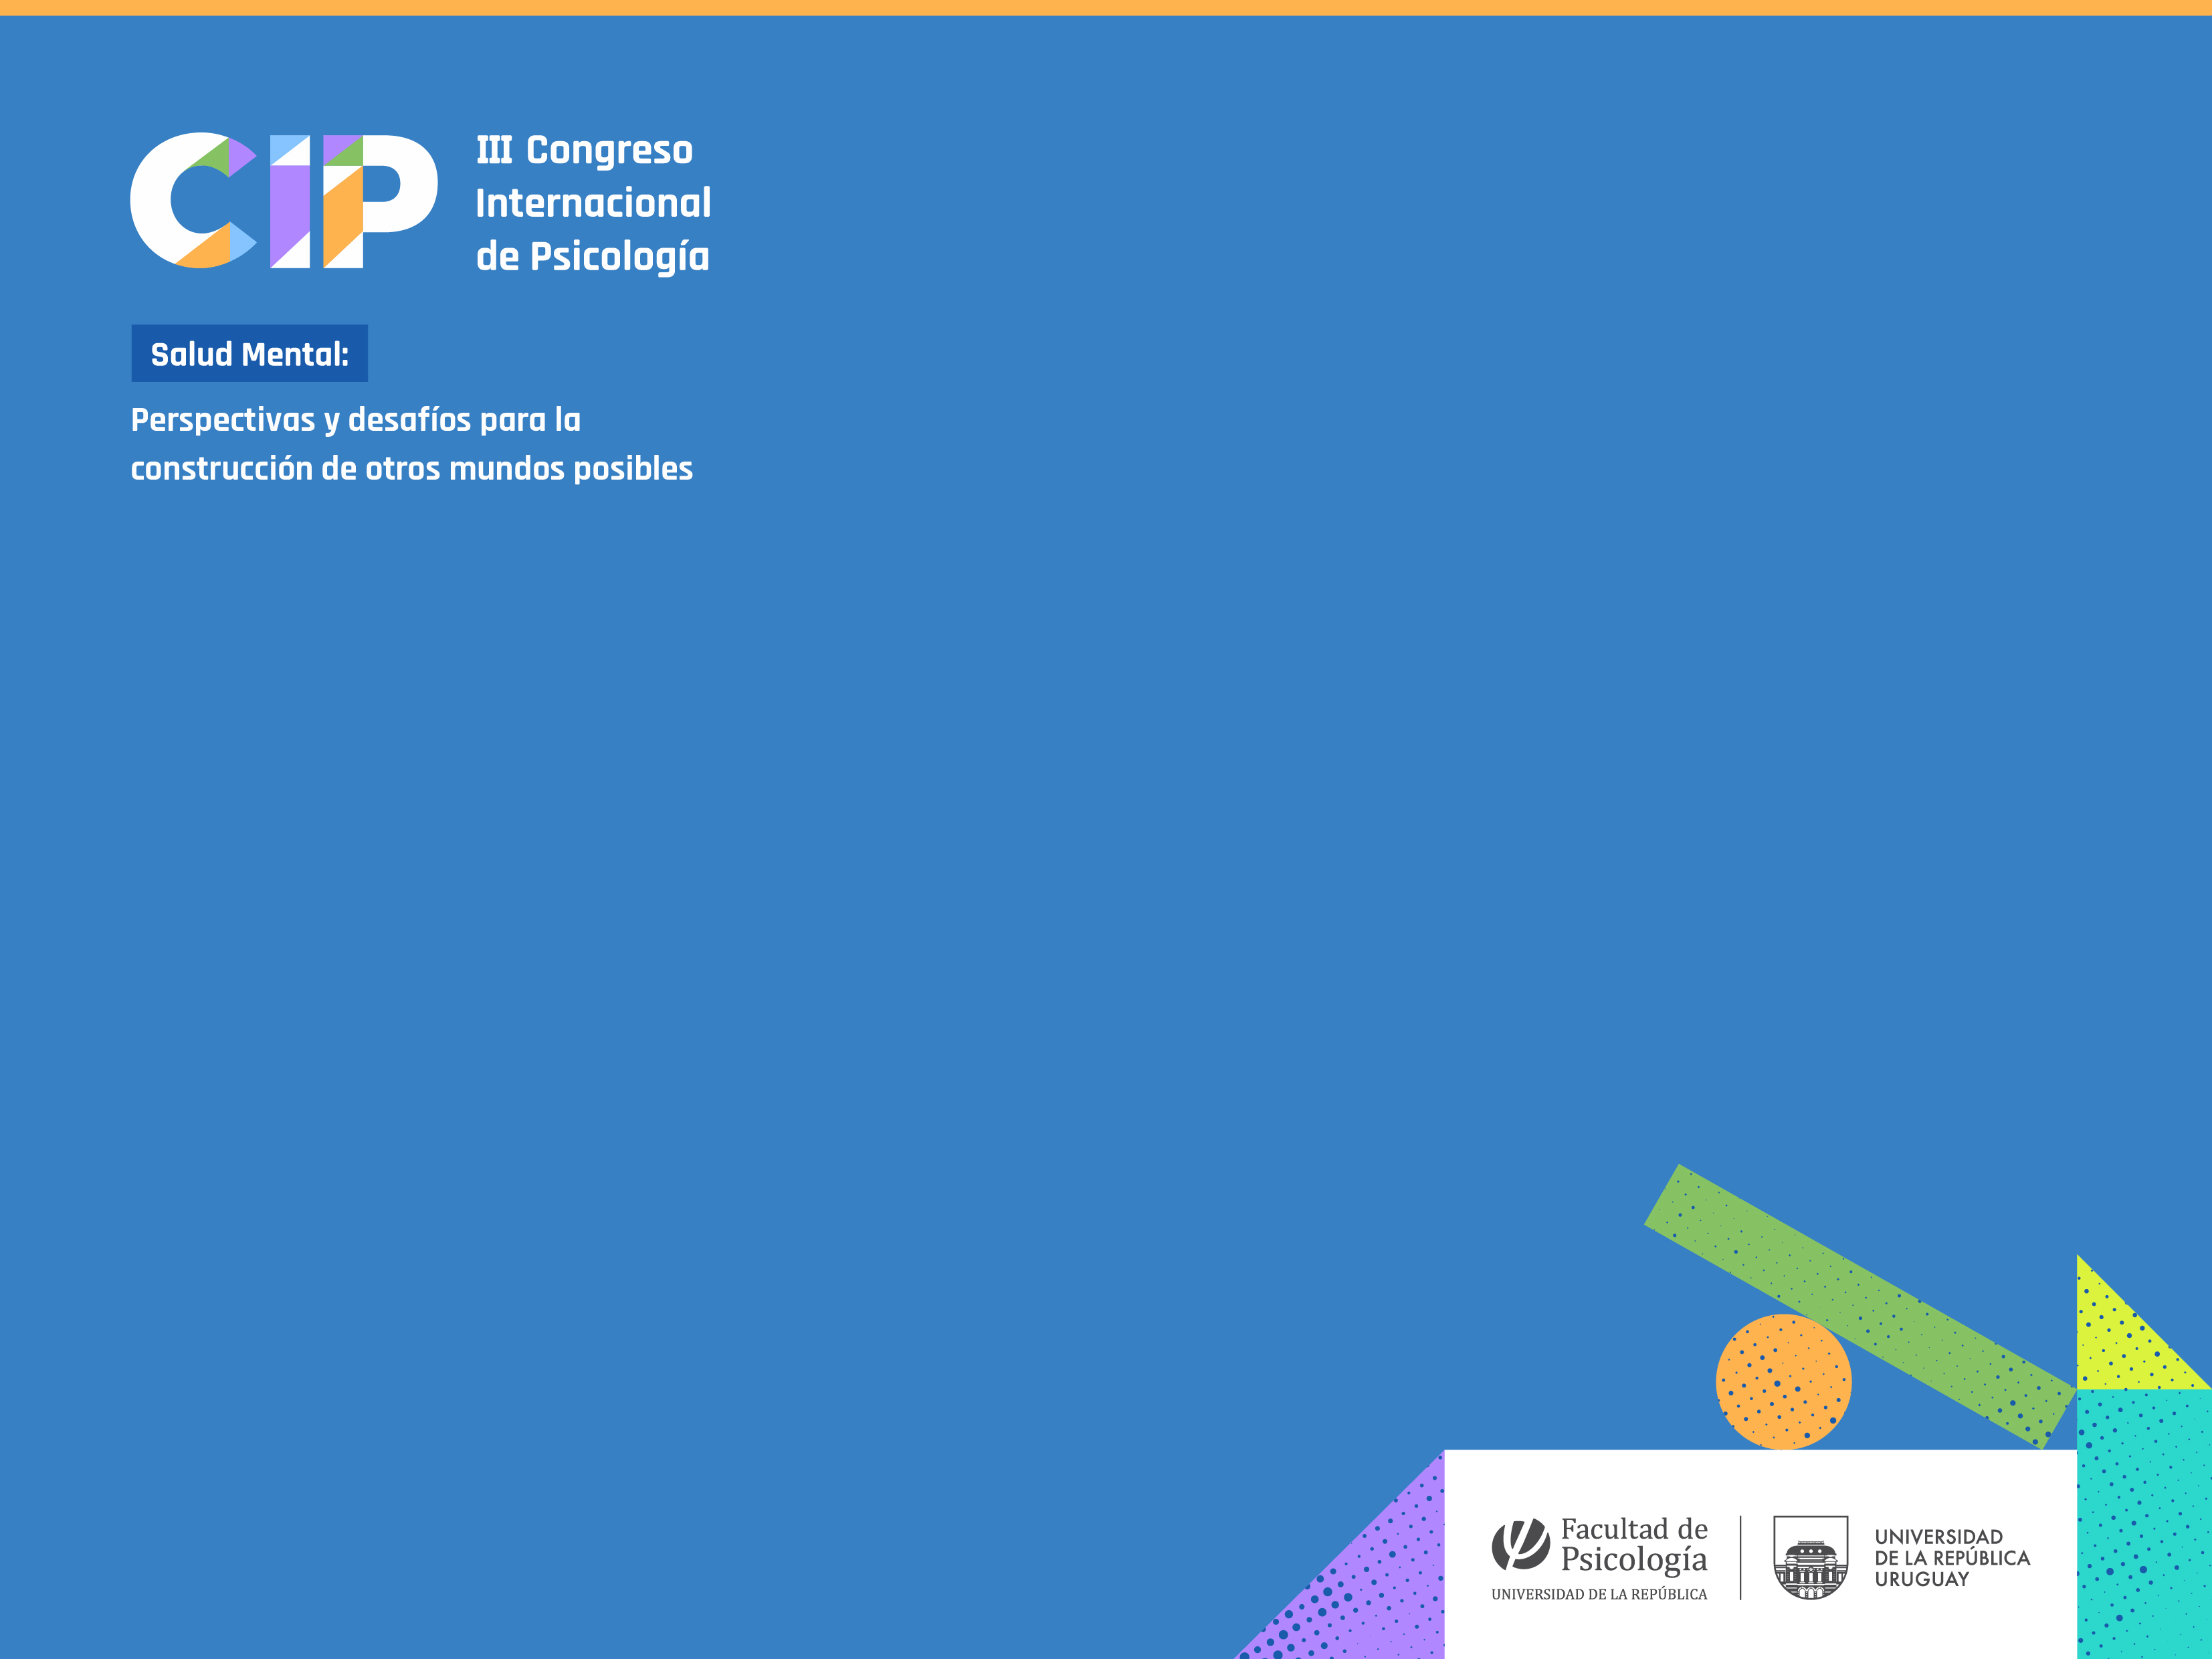 CIP
III Congreso
Internacional
de Psicología
Salud Mental:
Perspectivas y desafíos para la
construcción de otros mundos posibles
Facultad de
Psicología
UNIVERSIDAD DE LA REPÚBLICA
UNIVERSIDAD
DE LA REPÚBLICA
URUGUAY